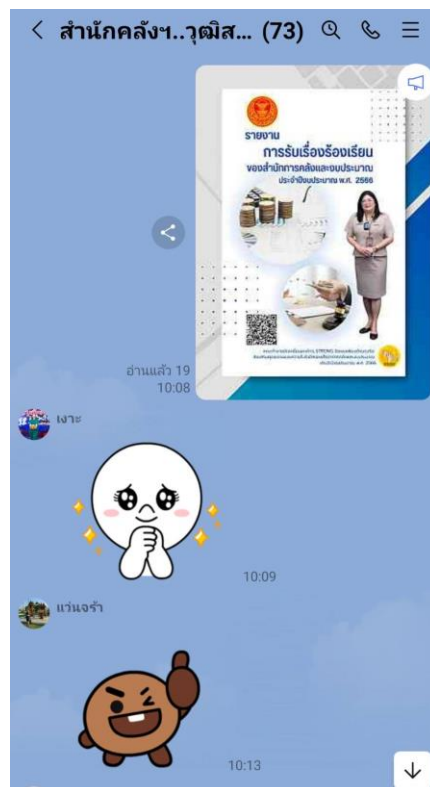 สำนักคลังฯ..วุฒิส... (73)
รายงาน
การรับเรื่องร้องเรียน
ของสำนักการคลังและงบประมาณ
ประจำปีงบประมาณ พ.ศ. 2566
อ่านแล้ว 19
10:08
เงาะ
10:09
แว่นจร้า
10:13